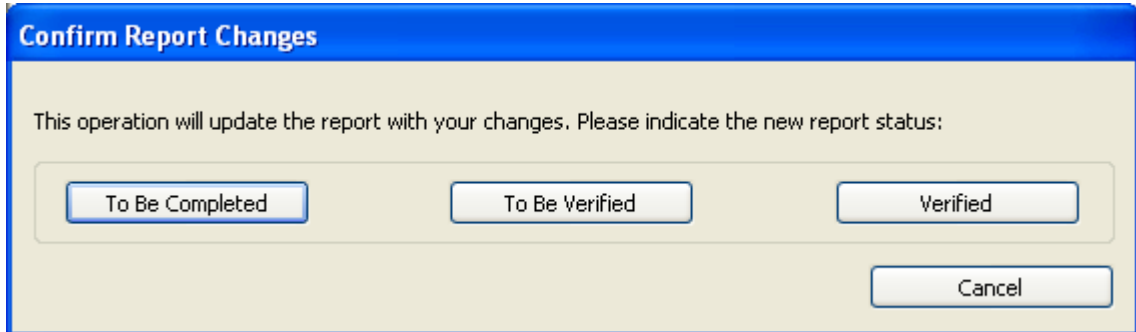 Confirm Report Changes
This operation will update the report with your changes. Please indicate the new report status:
To Be Completed
To Be Verified
Verified
Cancel